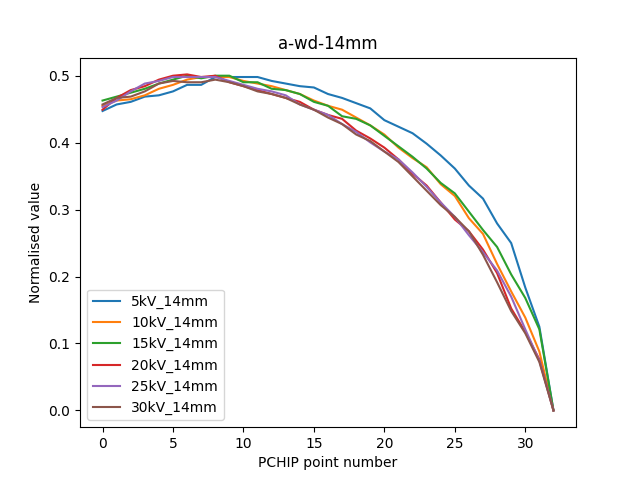 a-wd-14mm
Normalised value
0.5
0.4
0.3
0.2
0.1
0.0
5kV_14mm
10kV_14mm
15kV_14mm
20kV_14mm
25kV_14mm
30kV_14mm
0 5 10 15 20 25 30
PCHIP point number